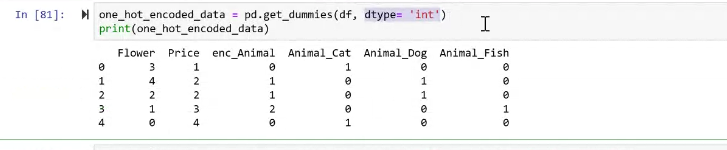 In [81]: one_hot_encoded_data = pd.get_dummies(df, dtype= 'int')
print(one_hot_encoded_data)
Flower Price enc_Animal Animal_Cat Animal_Dog Animal_Fish
0 3 1 0 1 0 0
1 4 2 1 0 1 0
2 2 2 1 0 1 0
3 1 3 2 0 0 1
4 0 4 0 1 0 0